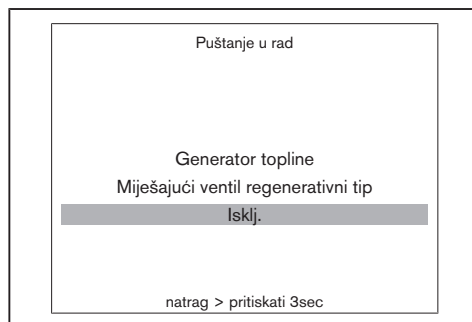 Puštanje u rad
Generator topline
Miješajući ventil regenerativni tip
Isklj.
natrag > pritiskati 3sec